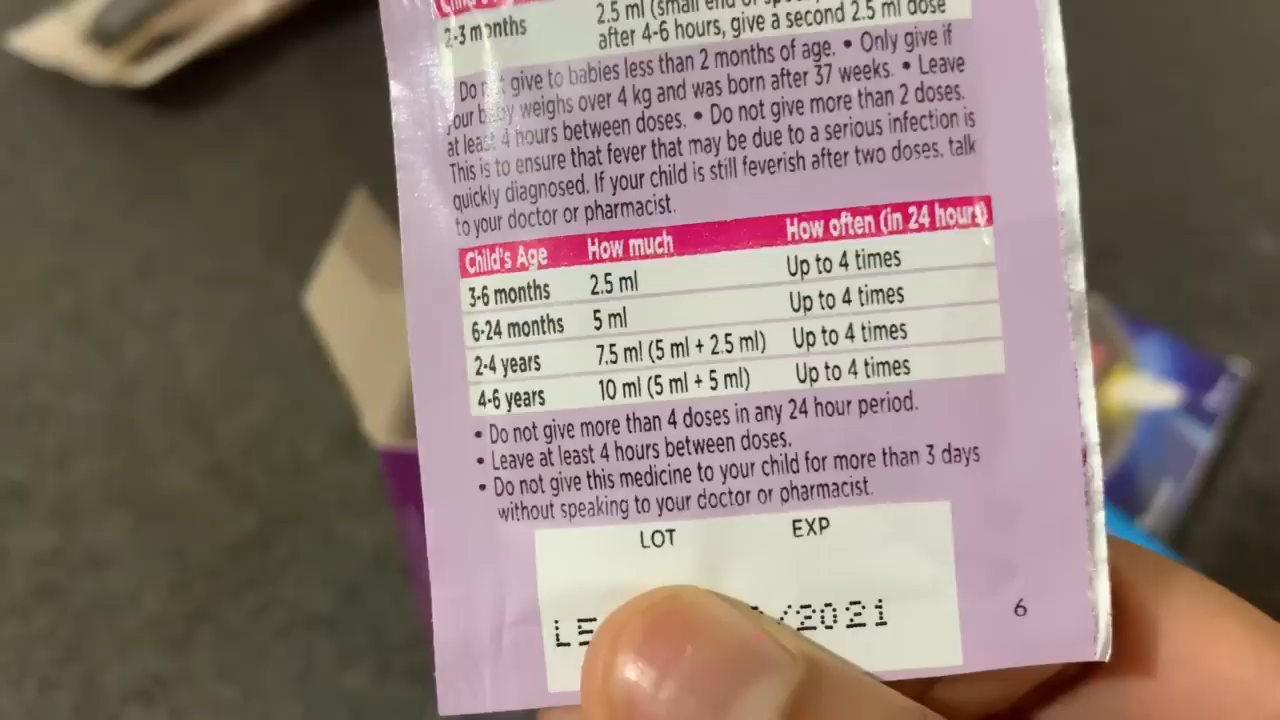 2-3 months
2.5 ml (small end of
after 4-6 hours, give a second 2.5 ml dose
Do not give to babies less than 2 months of age. • Only give if
your baby weighs over 4 kg and was born after 37 weeks. • Leave
at least 4 hours between doses. • Do not give more than 2 doses.
This is to ensure that fever that may be due to a serious infection is
quickly diagnosed. If your child is still feverish after two doses, talk
to your doctor or pharmacist.
Child's Age How much How often (in 24 hours)
3-6 months 2.5 ml Up to 4 times
6-24 months 5 ml Up to 4 times
2-4 years 7.5 ml (5 ml + 2.5 ml) Up to 4 times
4-6 years 10 ml (5 ml + 5 ml) Up to 4 times
• Do not give more than 4 doses in any 24 hour period.
• Leave at least 4 hours between doses.
• Do not give this medicine to your child for more than 3 days
without speaking to your doctor or pharmacist.
LOT EXP
LE /2021
6